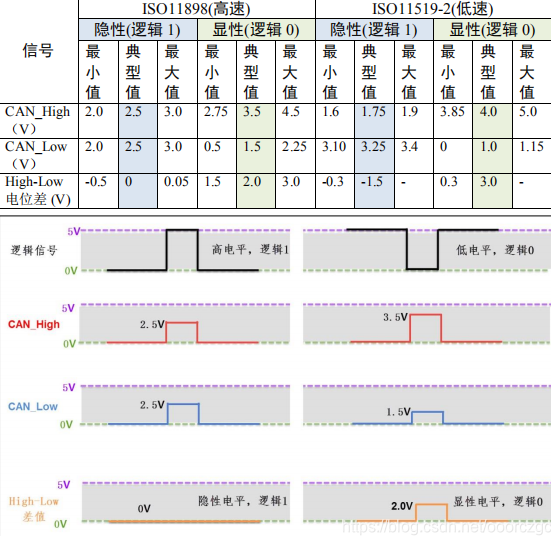 信号 ISO11898(高速) ISO11519-2(低速)
隐性(逻辑 1) 显性(逻辑 0) 隐性(逻辑 1) 显性(逻辑 0)
最小值 典型值 最大值 最小值 典型值 最大值 最小值 典型值 最大值 最小值 典型值 最大值
CAN_High（V） 2.0 2.5 3.0 2.75 3.5 4.5 1.6 1.75 1.9 3.85 4.0 5.0
CAN_Low（V） 2.0 2.5 3.0 0.5 1.5 2.25 3.10 3.25 3.4 0 1.0 1.15
High-Low 电位差 (V) -0.5 0 0.05 1.5 2.0 3.0 -0.3 -1.5 - 0.3 3.0 -
5V
逻辑信号 高电平，逻辑1 低电平，逻辑0
0V
5V
CAN_High 2.5V 3.5V
0V
5V
CAN_Low 2.5V 1.5V
0V
5V
High-Low 差值 0V 隐性电平，逻辑1 2.0V 显性电平，逻辑0
0V